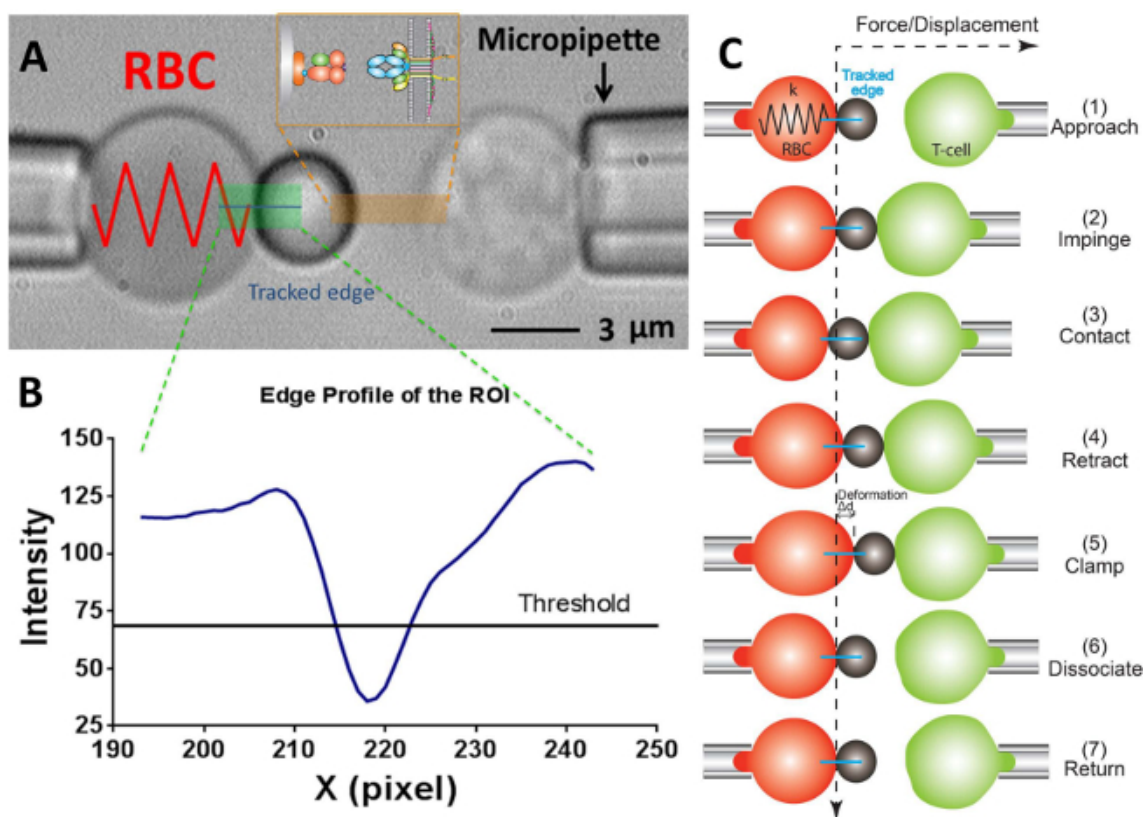 A
RBC
Micropipette
Tracked edge
3 μm
B
Edge Profile of the ROI
150
125
100
75
50
25
Intensity
Threshold
190
200
210
220
230
240
250
X (pixel)
C
Force/Displacement
Tracked
edge
k
RBC
T-cell
(1)
Approach
(2)
Impinge
(3)
Contact
(4)
Retract
Deformation
Δd
(5)
Clamp
(6)
Dissociate
(7)
Return